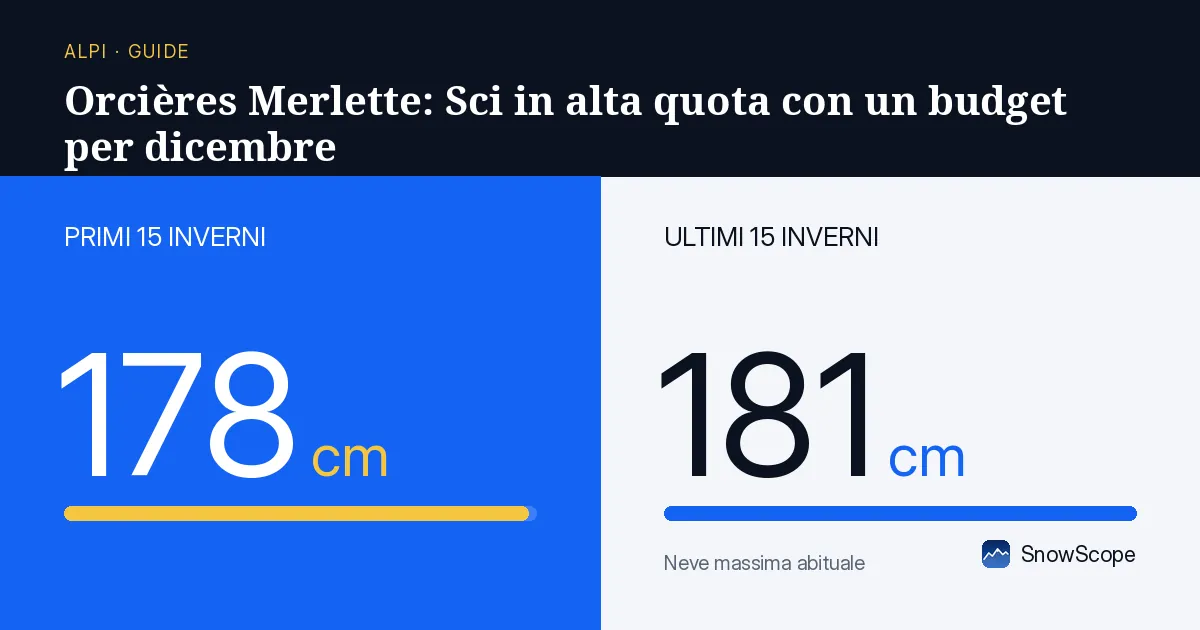 ALPI · GUIDE
Orcières Merlette: Sci in alta quota con un budget
per dicembre
PRIMI 15 INVERNI
178 cm
ULTIMI 15 INVERNI
181 cm
Neve massima abituale
SnowScope